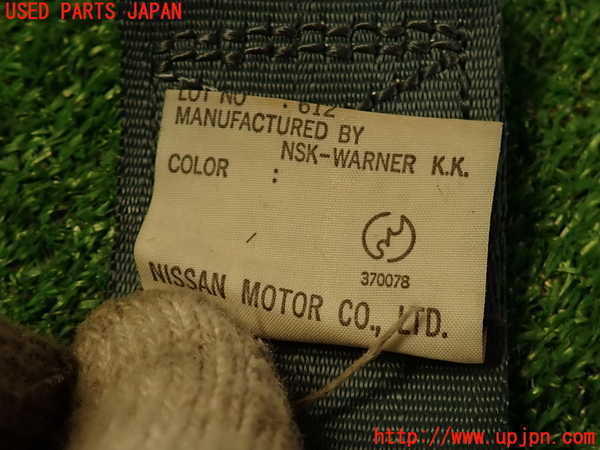 USED PARTS JAPAN
LOT NO : 612
MANUFACTURED BY
NSK-WARNER K.K.
COLOR :
370078
NISSAN MOTOR CO., LTD.
http://www.upjpn.com/